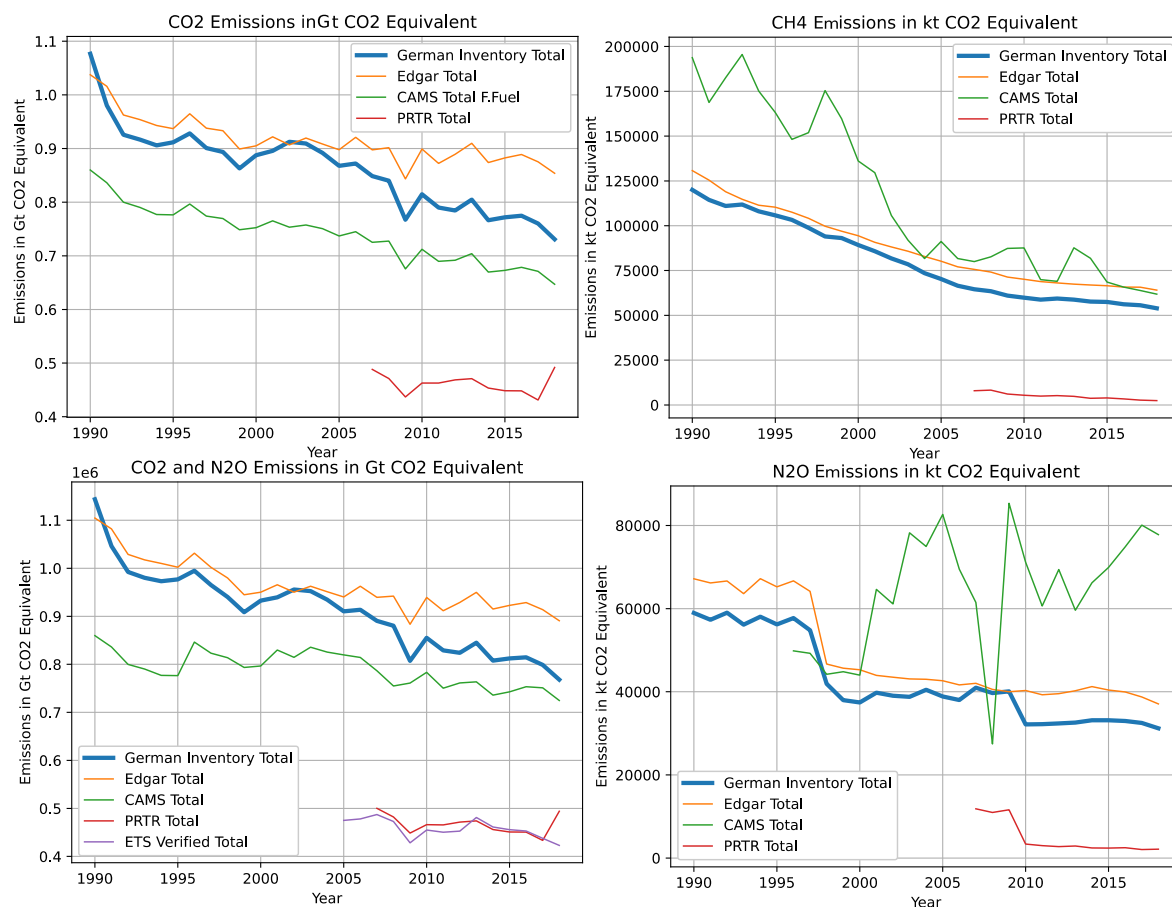 CO2 Emissions inGt CO2 Equivalent
Emissions in Gt CO2 Equivalent
1.1
1.0
0.9
0.8
0.7
0.6
0.5
0.4
German Inventory Total
Edgar Total
CAMS Total F.Fuel
PRTR Total
1990 1995 2000 2005 2010 2015
Year
CH4 Emissions in kt CO2 Equivalent
Emissions in kt CO2 Equivalent
200000
175000
150000
125000
100000
75000
50000
25000
0
German Inventory Total
Edgar Total
CAMS Total
PRTR Total
1990 1995 2000 2005 2010 2015
Year
CO2 and N2O Emissions in Gt CO2 Equivalent
1e6
Emissions in Gt CO2 Equivalent
1.1
1.0
0.9
0.8
0.7
0.6
0.5
0.4
German Inventory Total
Edgar Total
CAMS Total
PRTR Total
ETS Verified Total
1990 1995 2000 2005 2010 2015
Year
N2O Emissions in kt CO2 Equivalent
Emissions in kt CO2 Equivalent
80000
60000
40000
20000
0
German Inventory Total
Edgar Total
CAMS Total
PRTR Total
1990 1995 2000 2005 2010 2015
Year